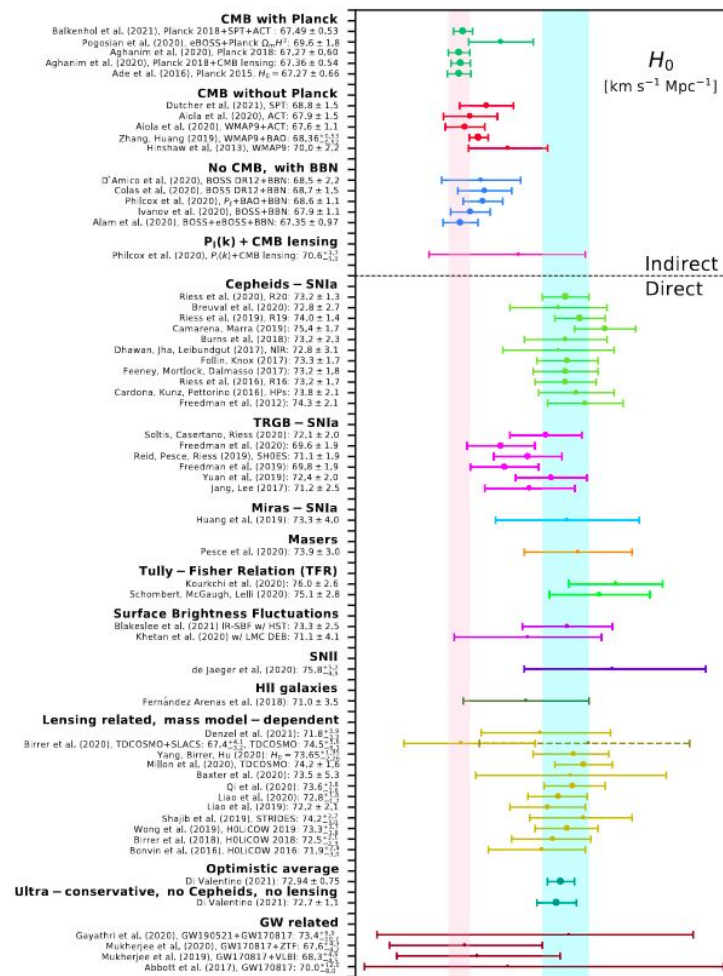 CMB with Planck
Balkenhol et al. (2021), Planck 2018+SPT+ACT : 67.49 ± 0.53
Pogosian et al. (2020), eBOSS+Planck Ω_mH²: 69.6 ± 1.8
Aghanim et al. (2020), Planck 2018: 67.27 ± 0.60
Aghanim et al. (2020), Planck 2018+CMB lensing: 67.36 ± 0.54
Ade et al. (2016), Planck 2015, H₀ = 67.27 ± 0.66
H₀
[km s⁻¹ Mpc⁻¹]
CMB without Planck
Dutcher et al. (2021), SPT: 68.8 ± 1.5
Aiola et al. (2020), ACT: 67.9 ± 1.5
Aiola et al. (2020), WMAP9+ACT: 67.6 ± 1.1
Zhang, Huang (2019), WMAP9+BAO: 68.36
Hinshaw et al. (2013), WMAP9: 70.0 ± 2.2
No CMB, with BBN
D'Amico et al. (2020), BOSS DR12+BBN: 68.5 ± 2.2
Colas et al. (2020), BOSS DR12+BBN: 68.7 ± 1.5
Philcox et al. (2020), P_l+BAO+BBN: 68.6 ± 1.1
Ivanov et al. (2020), BOSS+BBN: 67.9 ± 1.1
Alam et al. (2020), BOSS+eBOSS+BBN: 67.35 ± 0.97
P_l(k) + CMB lensing
Philcox et al. (2020), P_l(k)+CMB lensing: 70.6
Indirect
Direct
Cepheids − SNIa
Riess et al. (2020), R20: 73.2 ± 1.3
Breuval et al. (2020): 72.8 ± 2.7
Riess et al. (2019), R19: 74.0 ± 1.4
Camarena, Marra (2019): 75.4 ± 1.7
Burns et al. (2018): 73.2 ± 2.3
Dhawan, Jha, Leibundgut (2017), NIR: 72.8 ± 3.1
Follin, Knox (2017): 73.3 ± 1.7
Feeney, Mortlock, Dalmasso (2017): 73.2 ± 1.8
Riess et al. (2016), R16: 73.2 ± 1.7
Cardona, Kunz, Pettorino (2016), HPs: 73.8 ± 2.1
Freedman et al. (2012): 74.3 ± 2.1
TRGB − SNIa
Soltis, Casertano, Riess (2020): 72.1 ± 2.0
Freedman et al. (2020): 69.6 ± 1.9
Reid, Pesce, Riess (2019), SH0ES: 71.1 ± 1.9
Freedman et al. (2019): 69.8 ± 1.9
Yuan et al. (2019): 72.4 ± 2.0
Jang, Lee (2017): 71.2 ± 2.5
Miras − SNIa
Huang et al. (2019): 73.3 ± 4.0
Masers
Pesce et al. (2020): 73.9 ± 3.0
Tully − Fisher Relation (TFR)
Kourkchi et al. (2020): 76.0 ± 2.6
Schombert, McGaugh, Lelli (2020): 75.1 ± 2.8
Surface Brightness Fluctuations
Blakeslee et al. (2021) IR-SBF w/ HST: 73.3 ± 2.5
Khetan et al. (2020) w/ LMC DEB: 71.1 ± 4.1
SNII
de Jaeger et al. (2020): 75.8
HII galaxies
Fernández Arenas et al. (2018): 71.0 ± 3.5
Lensing related, mass model − dependent
Denzel et al. (2021): 71.8
Birrer et al. (2020), TDCOSMO+SLACS: 67.4, TDCOSMO: 74.5
Yang, Birrer, Hu (2020): H₀ = 73.65
Millon et al. (2020), TDCOSMO: 74.2 ± 1.6
Baxter et al. (2020): 73.5 ± 5.3
Qi et al. (2020): 73.6
Liao et al. (2020): 72.8
Liao et al. (2019): 72.2 ± 2.1
Shajib et al. (2019), STRIDES: 74.2
Wong et al. (2019), H0LiCOW 2019: 73.3
Birrer et al. (2018), H0LiCOW 2018: 72.5
Bonvin et al. (2016), H0LiCOW 2016: 71.9
Optimistic average
Di Valentino (2021): 72.94 ± 0.75
Ultra − conservative, no Cepheids, no lensing
Di Valentino (2021): 72.7 ± 1.1
GW related
Gayathri et al. (2020), GW190521+GW170817: 73.4
Mukherjee et al. (2020), GW170817+ZTF: 67.6
Mukherjee et al. (2019), GW170817+VLBI: 68.3
Abbott et al. (2017), GW170817: 70.0